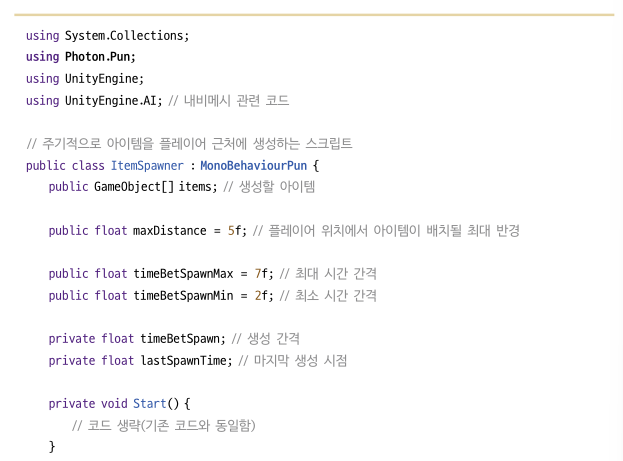 using System.Collections;
using Photon.Pun;
using UnityEngine;
using UnityEngine.AI; // 내비메시 관련 코드
// 주기적으로 아이템을 플레이어 근처에 생성하는 스크립트
public class ItemSpawner : MonoBehaviourPun {
public GameObject[] items; // 생성할 아이템
public float maxDistance = 5f; // 플레이어 위치에서 아이템이 배치될 최대 반경
public float timeBetSpawnMax = 7f; // 최대 시간 간격
public float timeBetSpawnMin = 2f; // 최소 시간 간격
private float timeBetSpawn; // 생성 간격
private float lastSpawnTime; // 마지막 생성 시점
private void Start() {
// 코드 생략(기존 코드와 동일함)
}